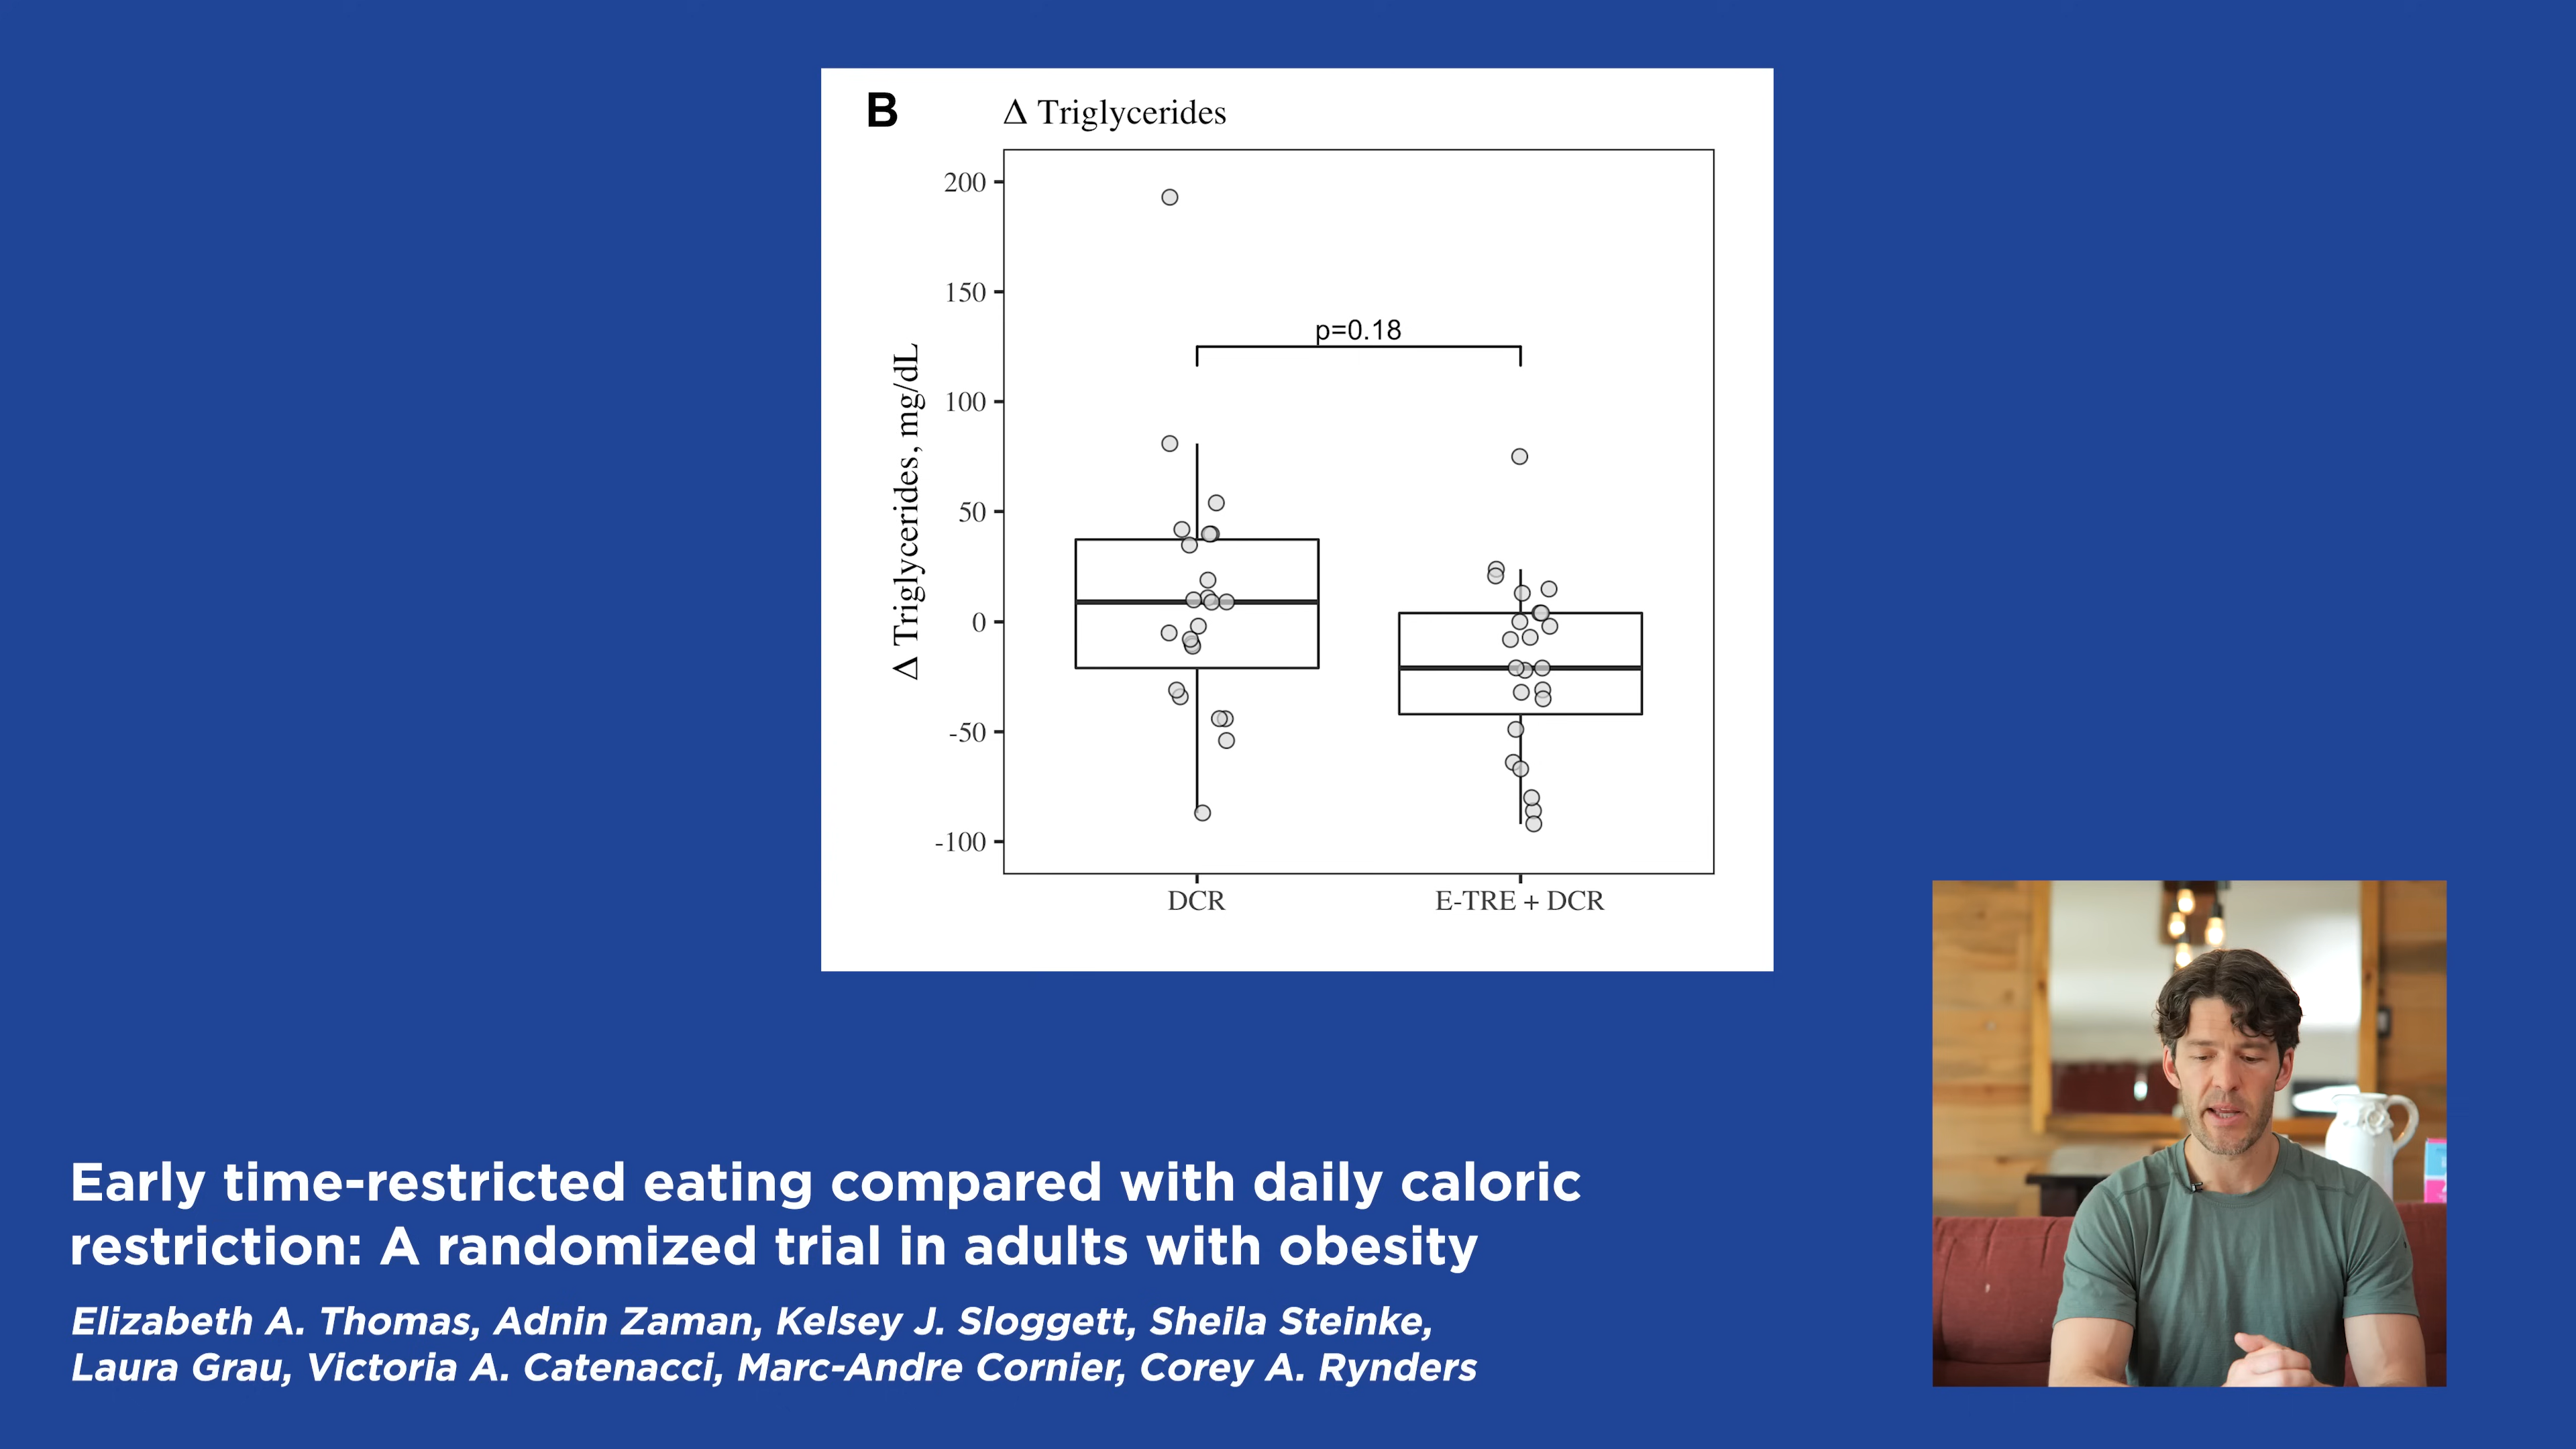 B
Δ Triglycerides
200
150
100
50
0
-50
-100
Δ Triglycerides, mg/dL
p=0.18
DCR
E-TRE + DCR
Early time-restricted eating compared with daily caloric
restriction: A randomized trial in adults with obesity
Elizabeth A. Thomas, Adnin Zaman, Kelsey J. Sloggett, Sheila Steinke,
Laura Grau, Victoria A. Catenacci, Marc-Andre Cornier, Corey A. Rynders